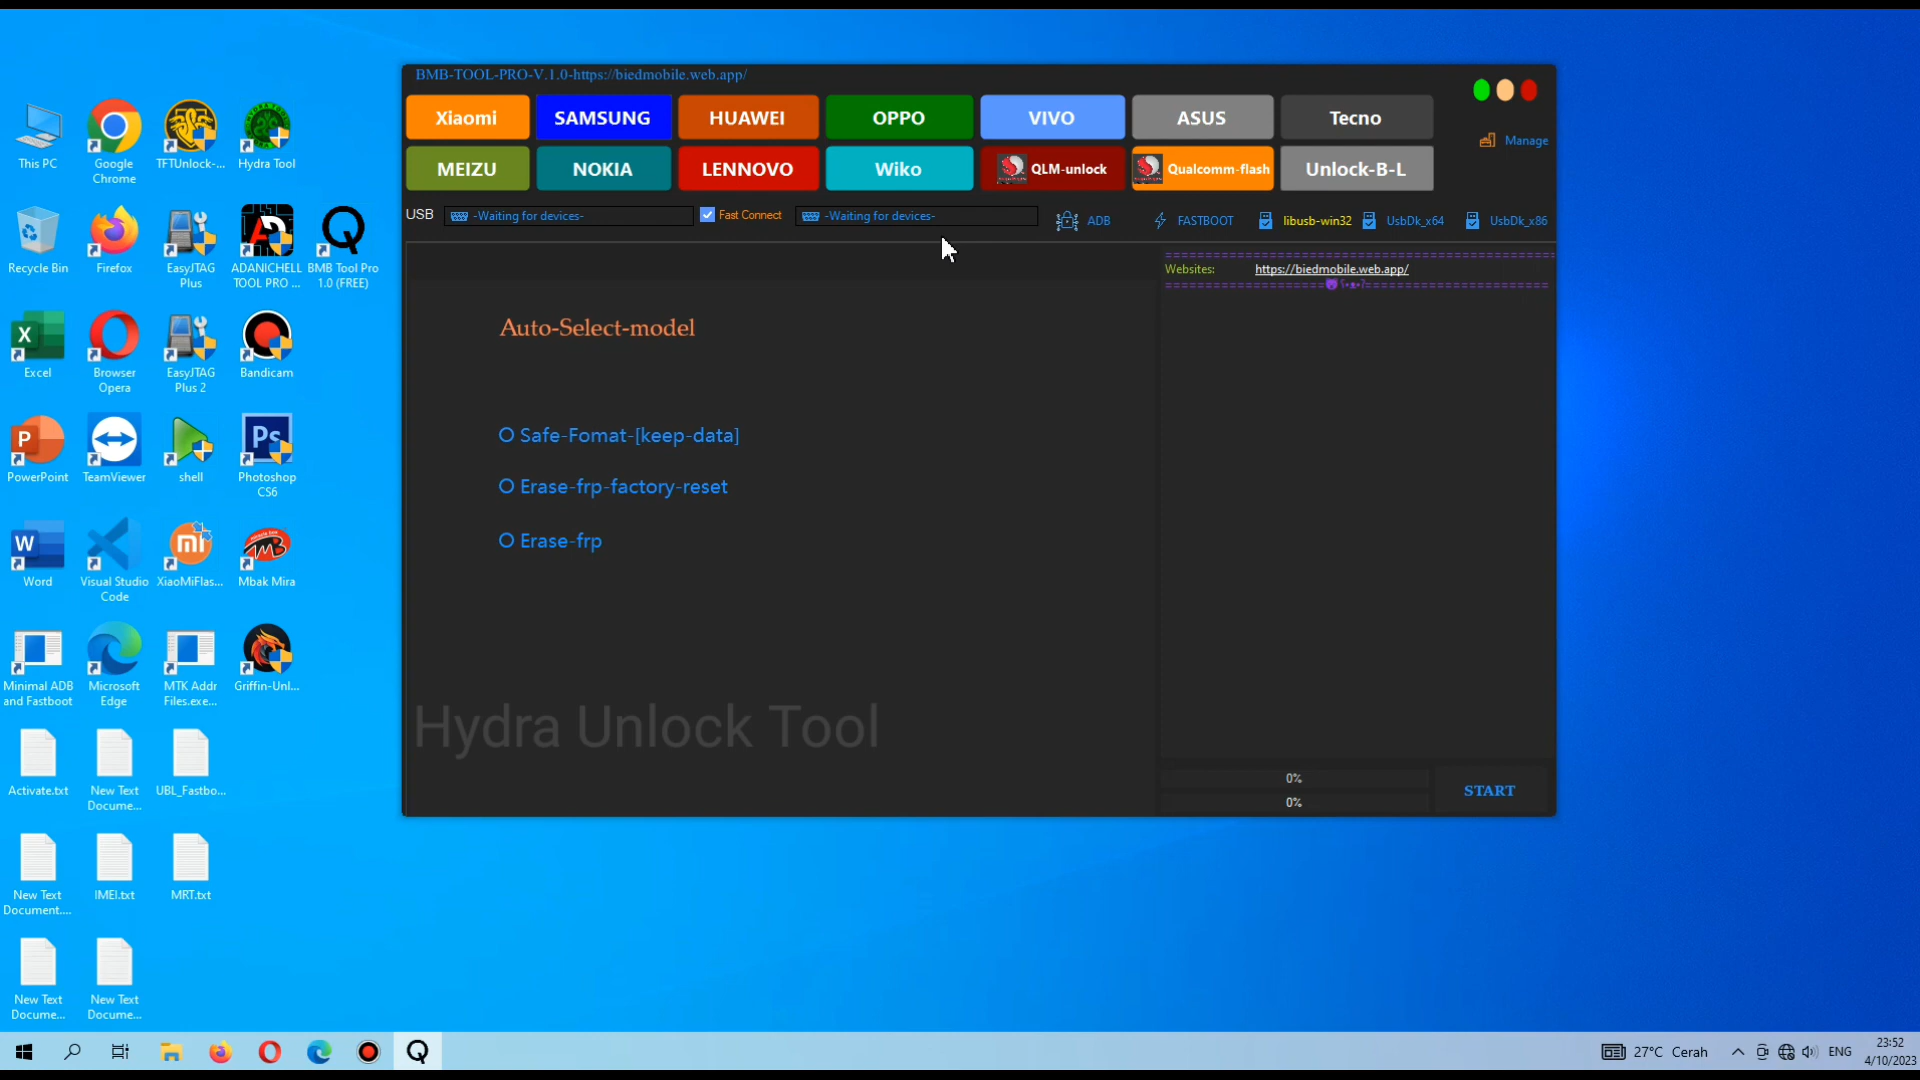 BMB-TOOL-PRO-V.1.0-https://biedmobile.web.app/
Xiaomi
SAMSUNG
HUAWEI
OPPO
VIVO
ASUS
Tecno
Manage
MEIZU
NOKIA
LENNOVO
Wiko
QLM-unlock
Qualcomm-flash
Unlock-B-L
USB
-Waiting for devices-
Fast Connect
-Waiting for devices-
ADB
FASTBOOT
libusb-win32
UsbDk_x64
UsbDk_x86
Websites: https://biedmobile.web.app/
Auto-Select-model
Safe-Fomat-[keep-data]
Erase-frp-factory-reset
Erase-frp
Hydra Unlock Tool
0%
0%
START
This PC
Google
Chrome
TFTUnlock-...
Hydra Tool
Recycle Bin
Firefox
EasyJTAG
Plus
ADANICHELL
TOOL PRO ...
BMB Tool Pro
1.0 (FREE)
Excel
Browser
Opera
EasyJTAG
Plus 2
Bandicam
PowerPoint
TeamViewer
shell
Photoshop
CS6
Word
Visual Studio
Code
XiaoMiFlas...
Mbak Mira
Minimal ADB
and Fastboot
Microsoft
Edge
MTK Addr
Files.exe...
Griffin-Unl...
Activate.txt
New Text
Docume...
UBL_Fastbo...
New Text
Document....
IMEI.txt
MRT.txt
New Text
Docume...
New Text
Docume...
27°C Cerah
ENG
23:52
4/10/2023